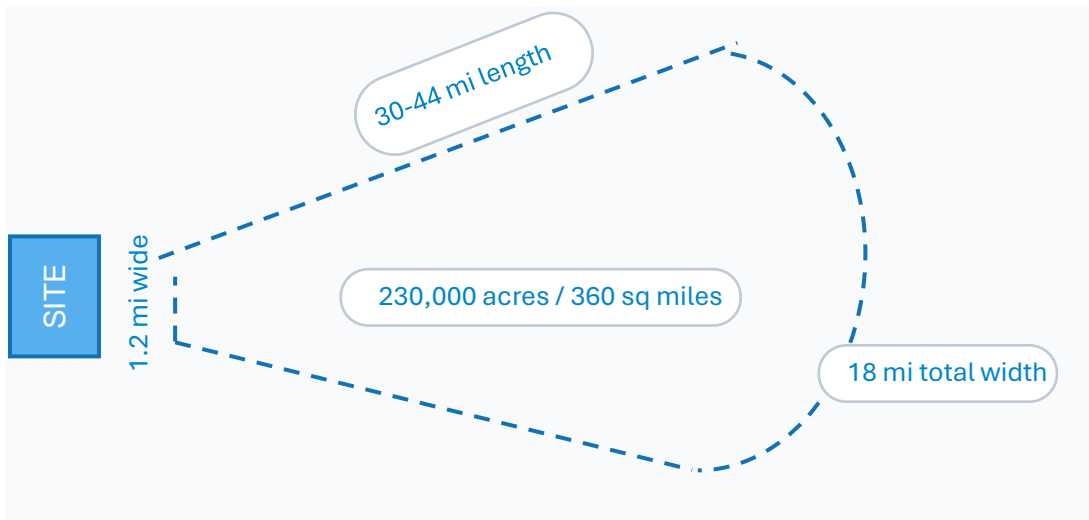 30-44 mi length
SITE
1.2 mi wide
230,000 acres / 360 sq miles
18 mi total width